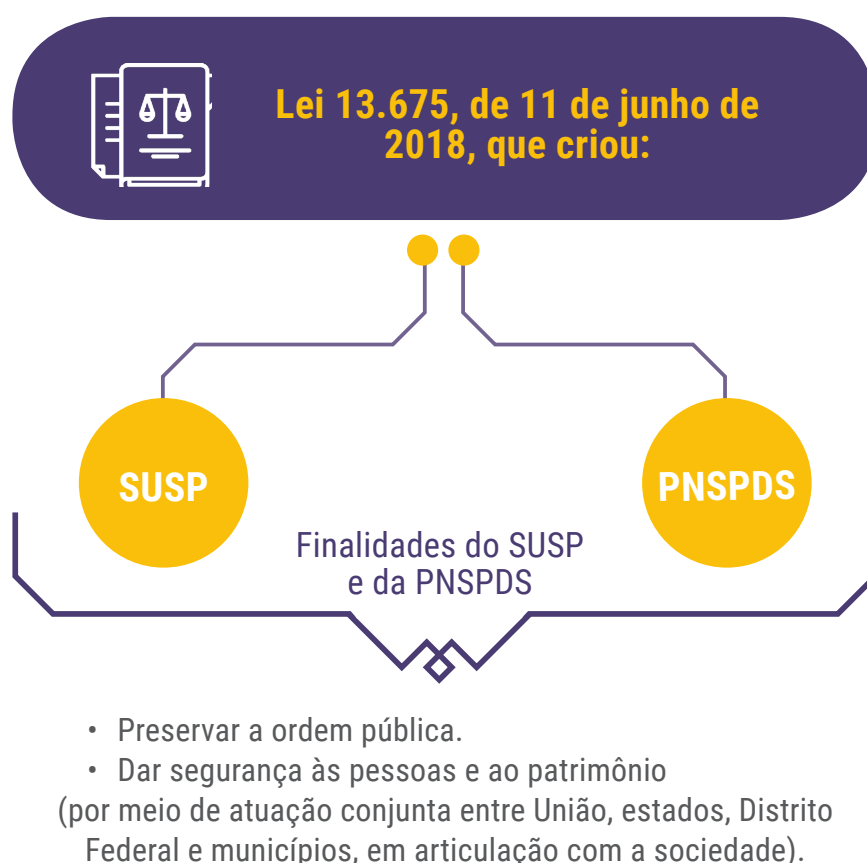 Lei 13.675, de 11 de junho de
2018, que criou:
SUSP
PNSPDS
Finalidades do SUSP
e da PNSPDS
• Preservar a ordem pública.
• Dar segurança às pessoas e ao patrimônio
(por meio de atuação conjunta entre União, estados, Distrito
Federal e municípios, em articulação com a sociedade).